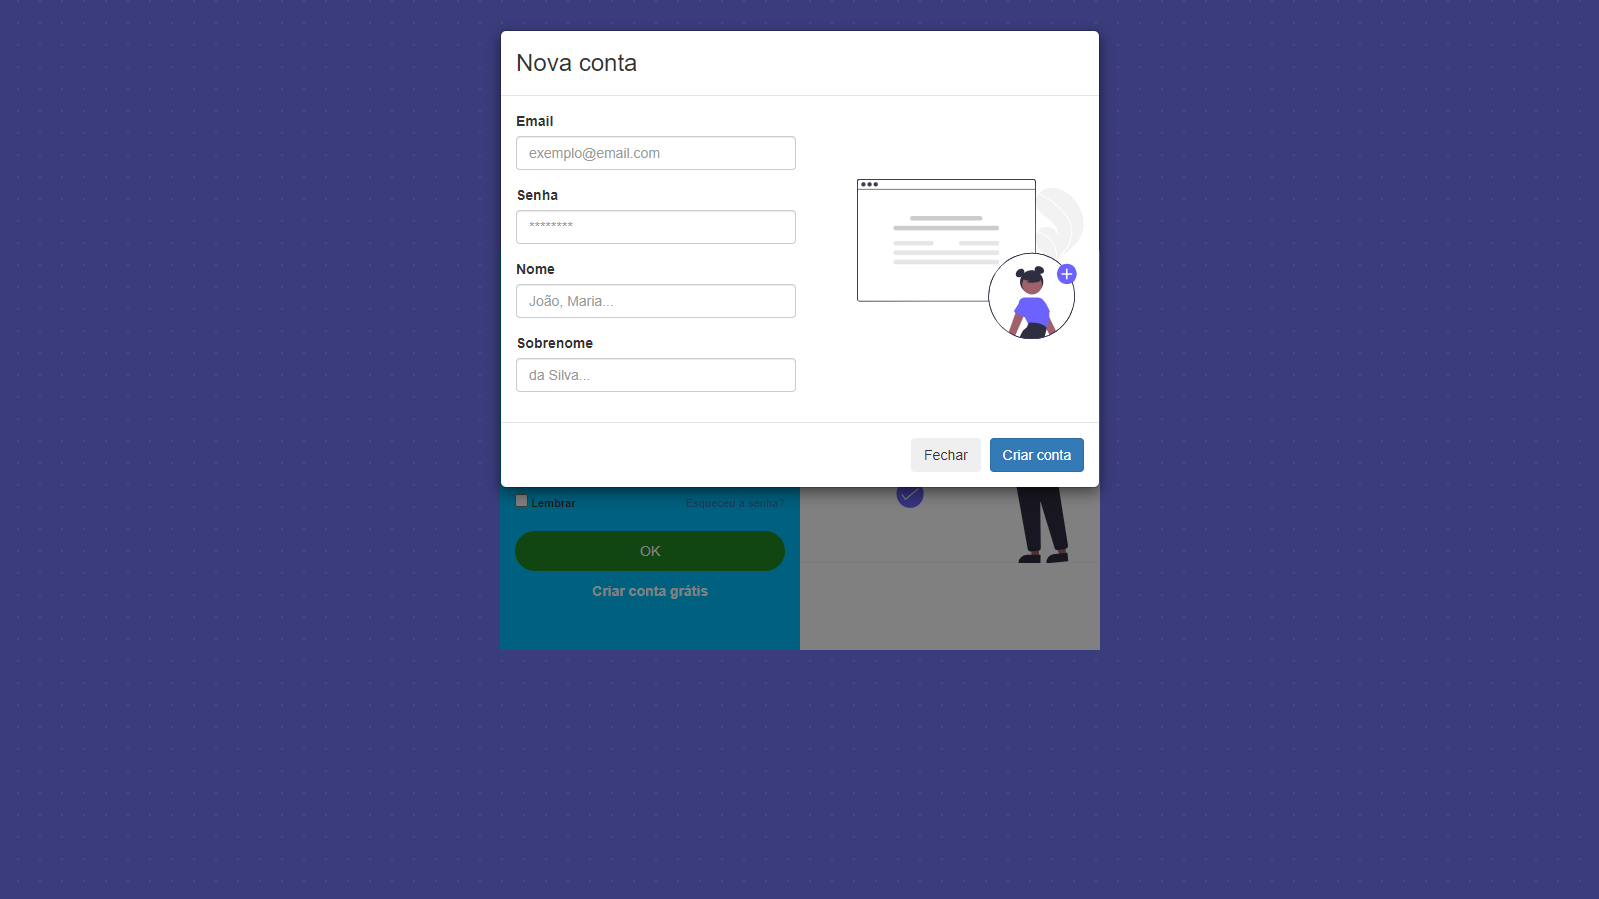 Nova conta
Email
exemplo@email.com
Senha
********
Nome
João, Maria...
Sobrenome
da Silva...
Fechar
Criar conta
Lembrar
Esqueceu a senha?
OK
Criar conta grátis